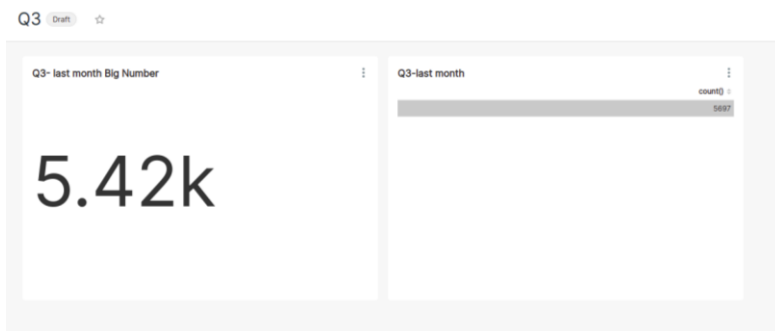 Q3 Draft
Q3- last month Big Number
5.42k
Q3-last month
count()
5697